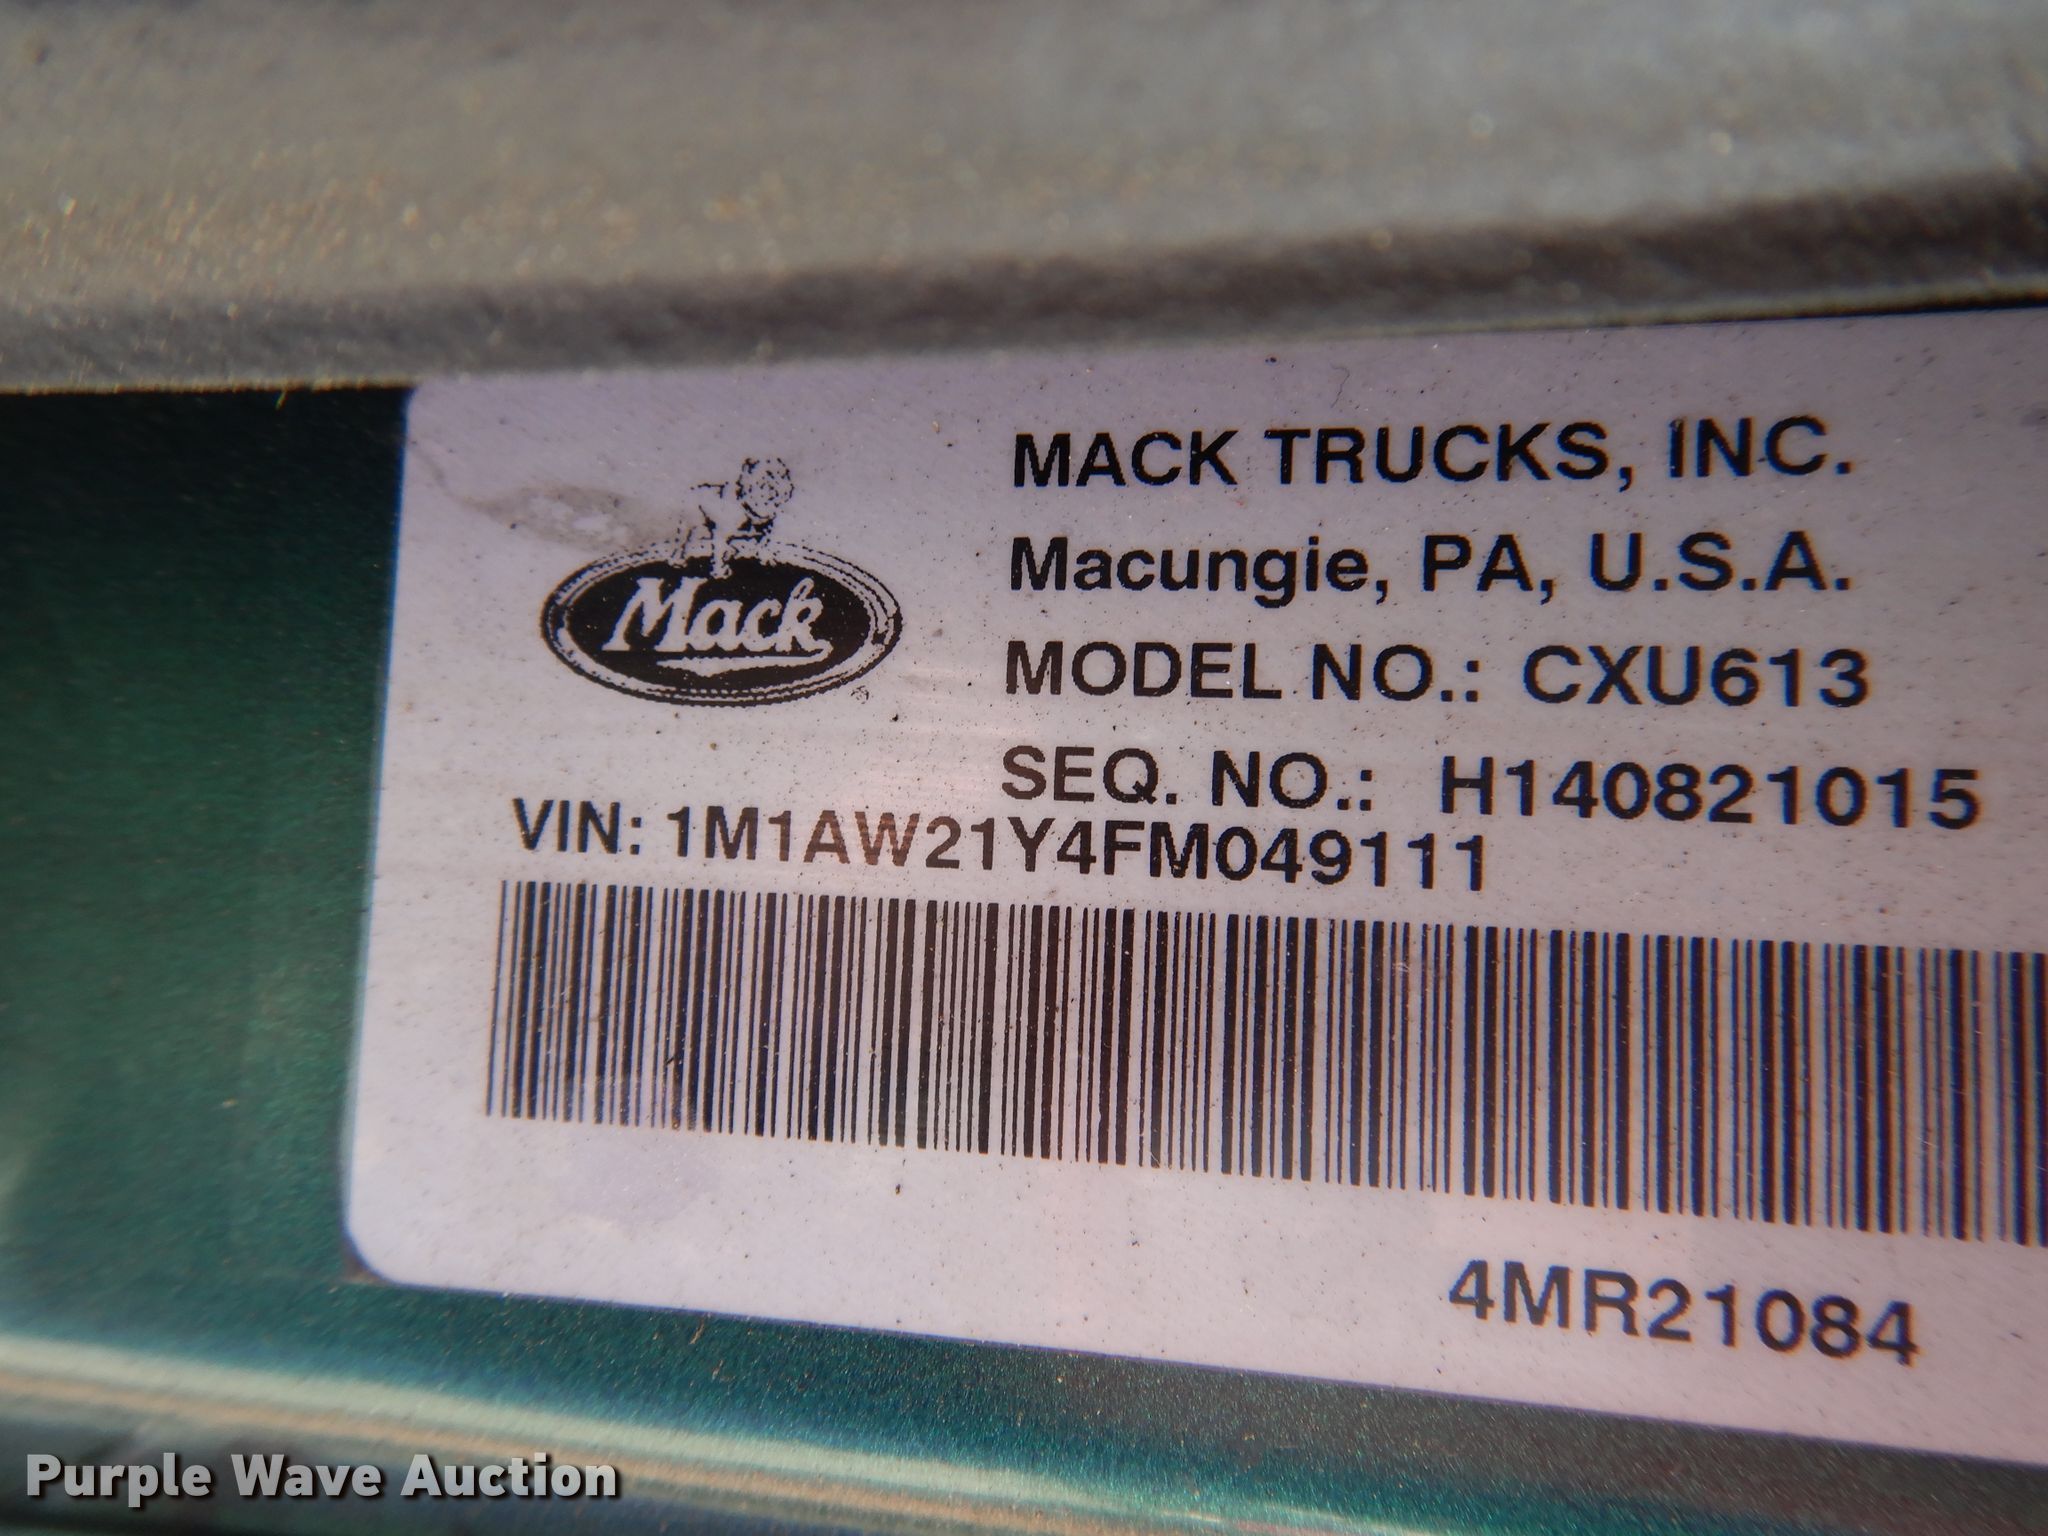 MACK TRUCKS, INC.
Macungie, PA, U.S.A.
Mack
®
MODEL NO.: CXU613
SEQ. NO.: H140821015
VIN: 1M1AW21Y4FM049111
4MR21084
Purple Wave Auction